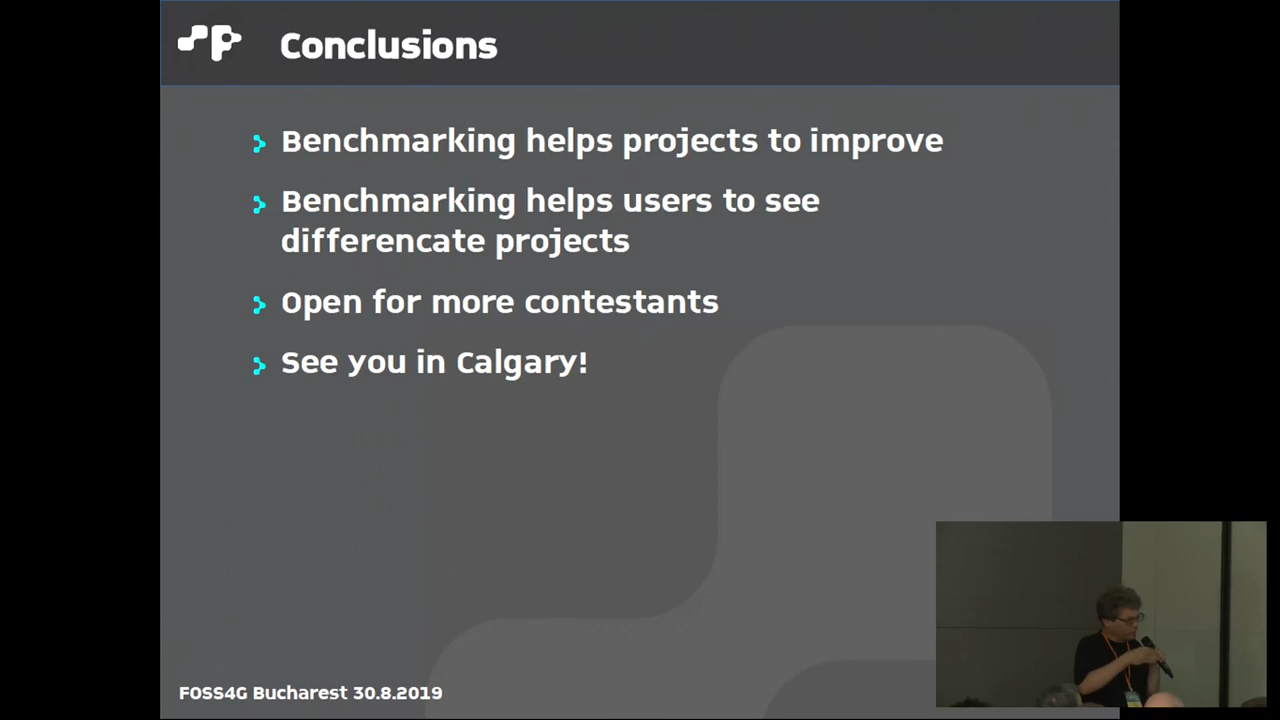 Conclusions
Benchmarking helps projects to improve
Benchmarking helps users to see
differencate projects
Open for more contestants
See you in Calgary!
FOSS4G Bucharest 30.8.2019